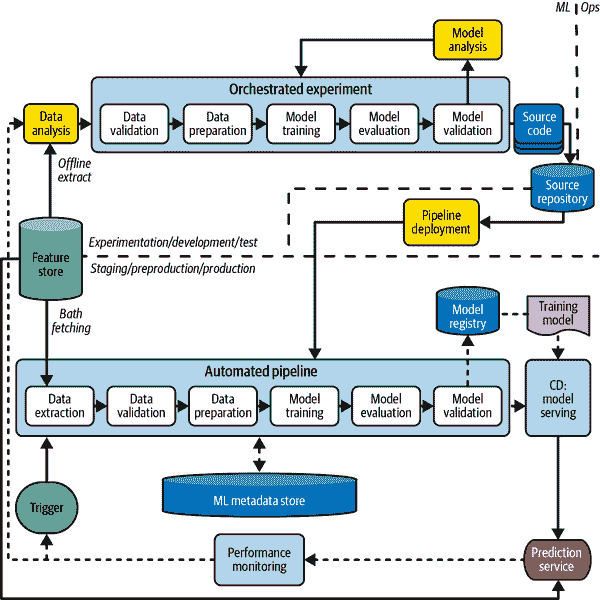 ML
Ops
Model
analysis
Orchestrated experiment
Data
analysis
Data
validation
Data
preparation
Model
training
Model
evaluation
Model
validation
Source
code
Offline
extract
Source
repository
Pipeline
deployment
Feature
store
Experimentation/development/test
Staging/preproduction/production
Bath
fetching
Model
registry
Training
model
Automated pipeline
Data
extraction
Data
validation
Data
preparation
Model
training
Model
evaluation
Model
validation
CD:
model
serving
ML metadata store
Trigger
Performance
monitoring
Prediction
service